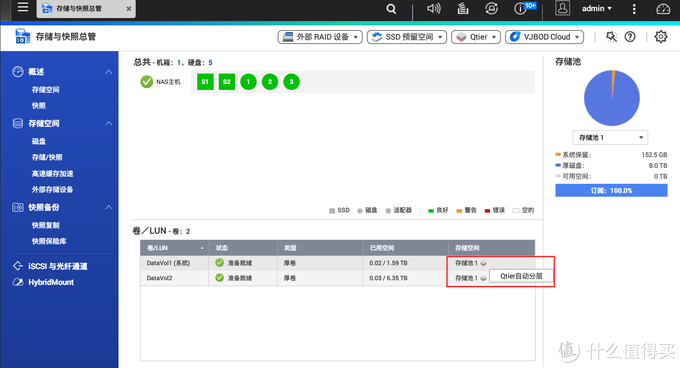 存储与快照总管
10+
admin
存储与快照总管
外部 RAID 设备
SSD 预留空间
Qtier
VJBOD Cloud
概述
存储空间
快照
存储空间
磁盘
存储/快照
高速缓存加速
外部存储设备
快照备份
快照复制
快照保险库
iSCSI 与光纤通道
HybridMount
总共 - 机箱: 1, 硬盘: 5
NAS主机
S1 S2 1 2 3
SSD 磁盘 适配器 良好 警告 错误 空的
卷/LUN - 卷: 2
卷/LUN 状态 类型 已用空间 存储空间
DataVol1 (系统) 准备就绪 厚卷 0.02 / 1.59 TB 存储池 1
DataVol2 准备就绪 厚卷 0.03 / 6.35 TB 存储池 1
Qtier自动分层
存储池
存储池 1
系统保留: 152.5 GB
厚磁盘: 8.0 TB
可用空间: 0 TB
订阅: 100.0%
值 什么值得买